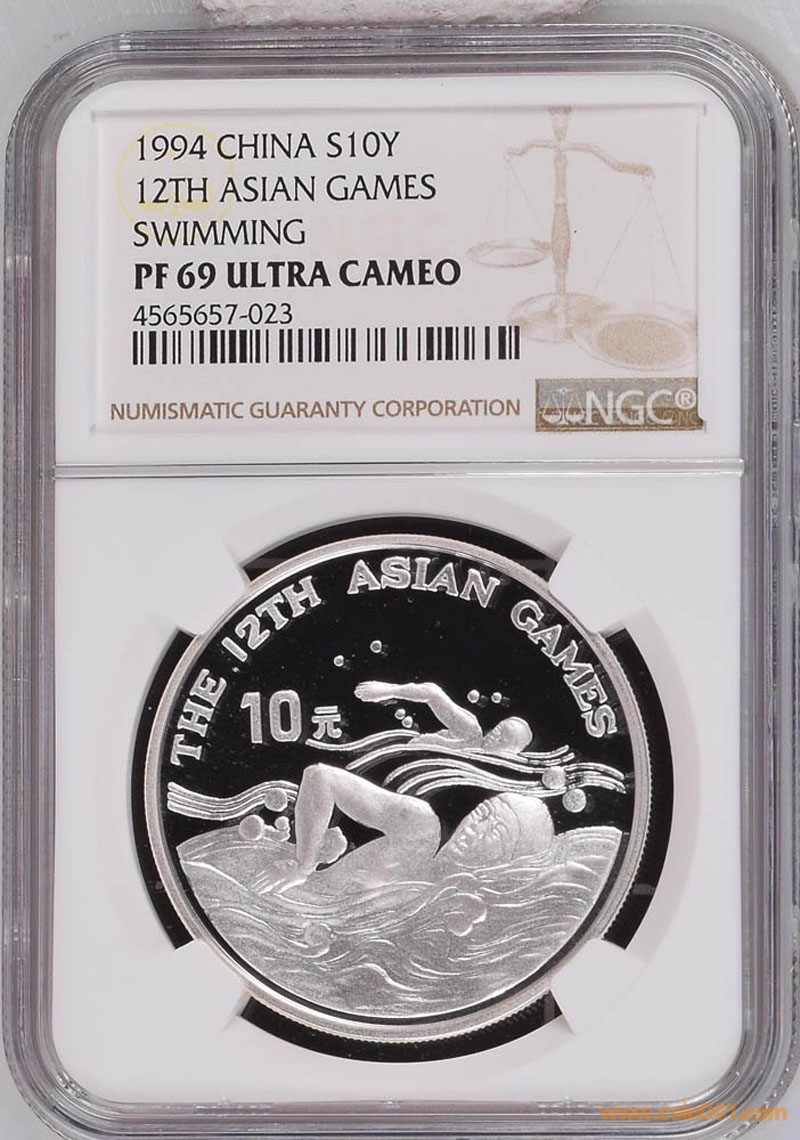 1994 CHINA S10Y
12TH ASIAN GAMES
SWIMMING
PF 69 ULTRA CAMEO
4565657-023
NUMISMATIC GUARANTY CORPORATION
NGC®
THE 12TH ASIAN GAMES
10元
www.coin001.com